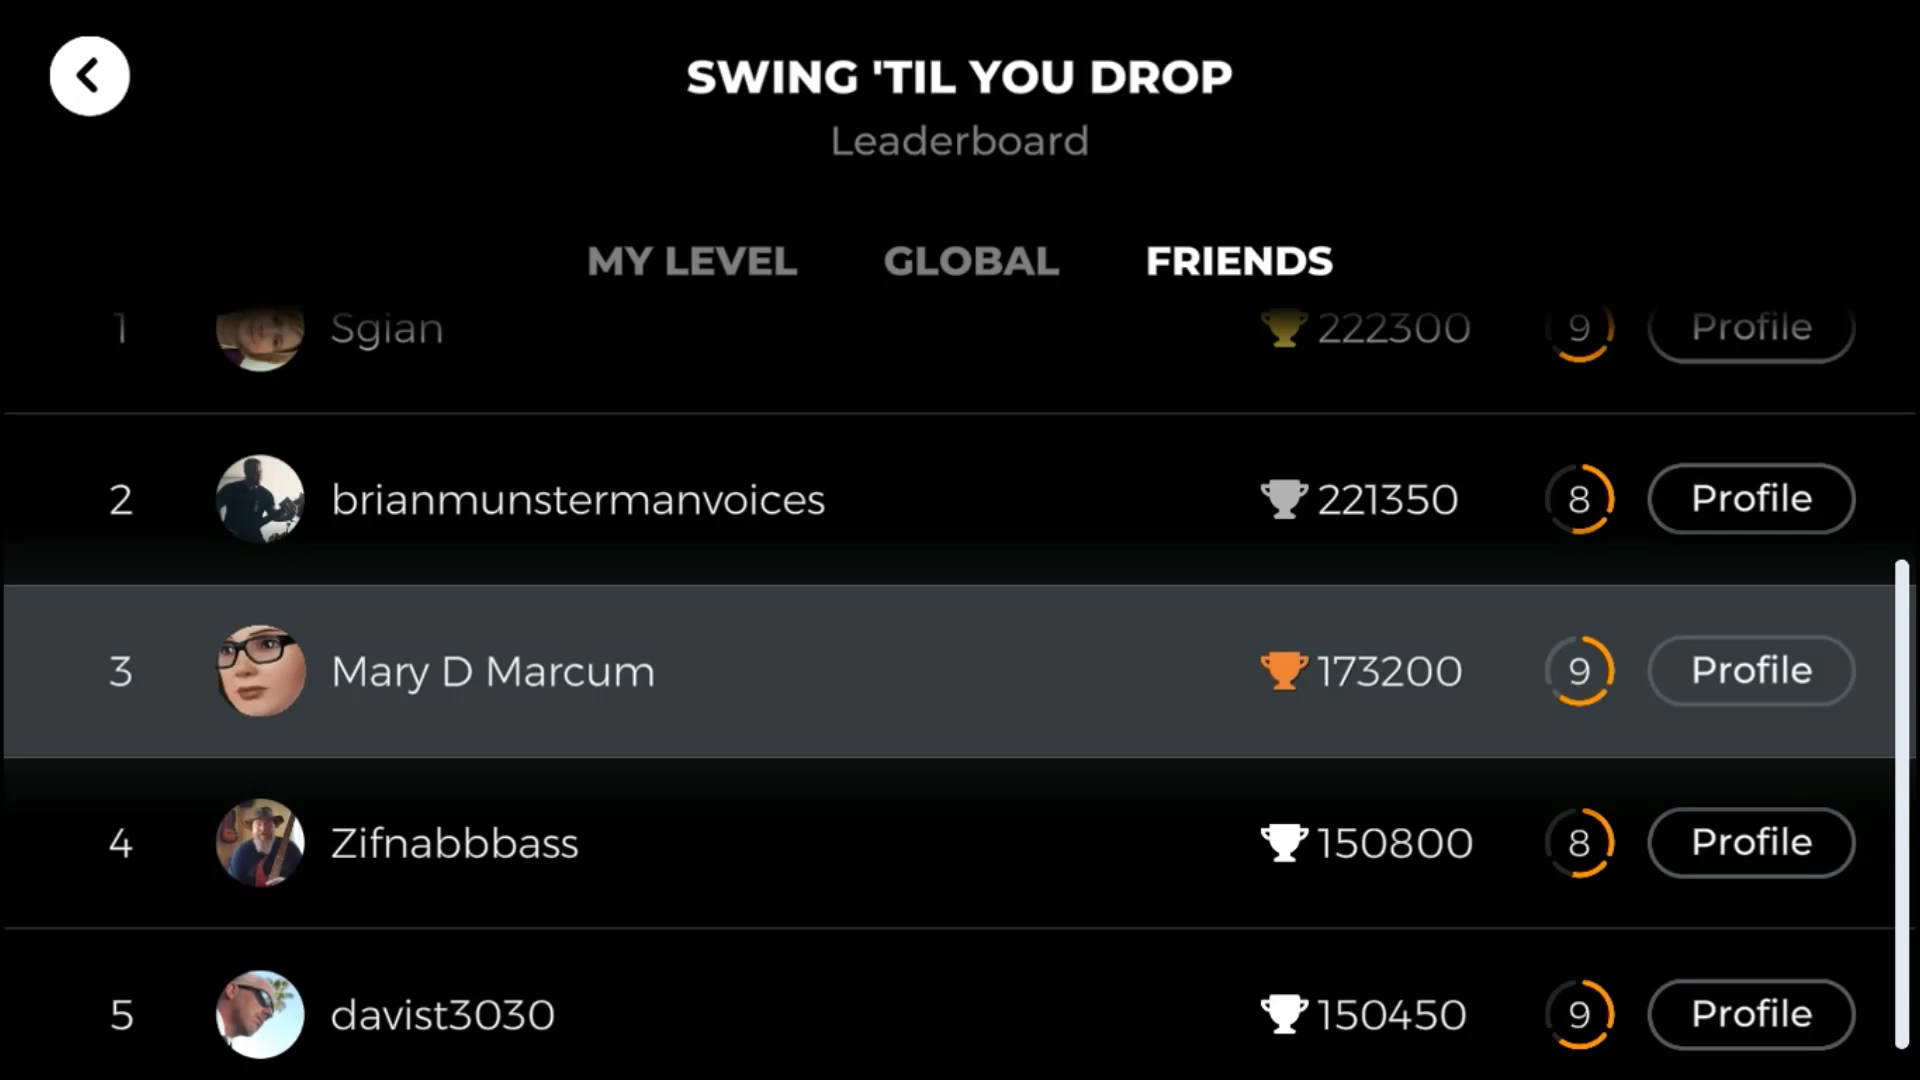 SWING 'TIL YOU DROP
Leaderboard
MY LEVEL GLOBAL FRIENDS
1 Sgian 222300 9 Profile
2 brianmunstermanvoices 221350 8 Profile
3 Mary D Marcum 173200 9 Profile
4 Zifnabbbass 150800 8 Profile
5 davist3030 150450 9 Profile